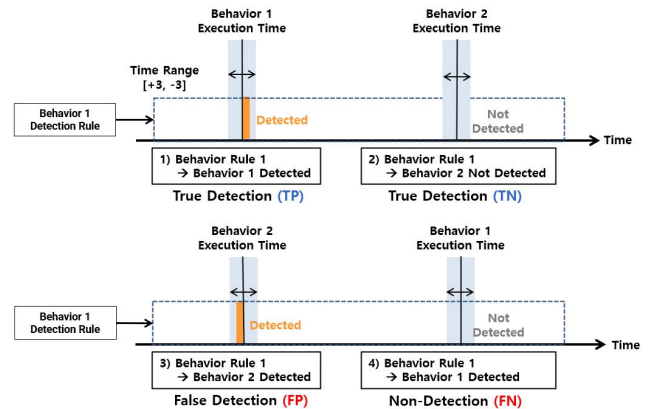 Behavior 1
Execution Time
Behavior 2
Execution Time
Time Range
[+3, -3]
Behavior 1
Detection Rule
Detected
Not
Detected
Time
1) Behavior Rule 1
→ Behavior 1 Detected
2) Behavior Rule 1
→ Behavior 2 Not Detected
True Detection (TP)
True Detection (TN)
Behavior 2
Execution Time
Behavior 1
Execution Time
Behavior 1
Detection Rule
Detected
Not
Detected
Time
3) Behavior Rule 1
→ Behavior 2 Detected
4) Behavior Rule 1
→ Behavior 1 Detected
False Detection (FP)
Non-Detection (FN)